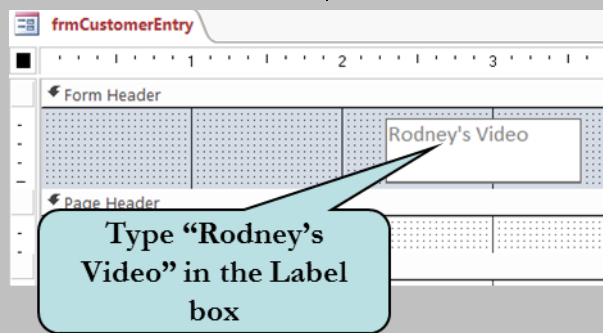 frmCustomerEntry
1 2 3
Form Header
Rodney's Video
Page Header
Type “Rodney’s
Video” in the Label
box